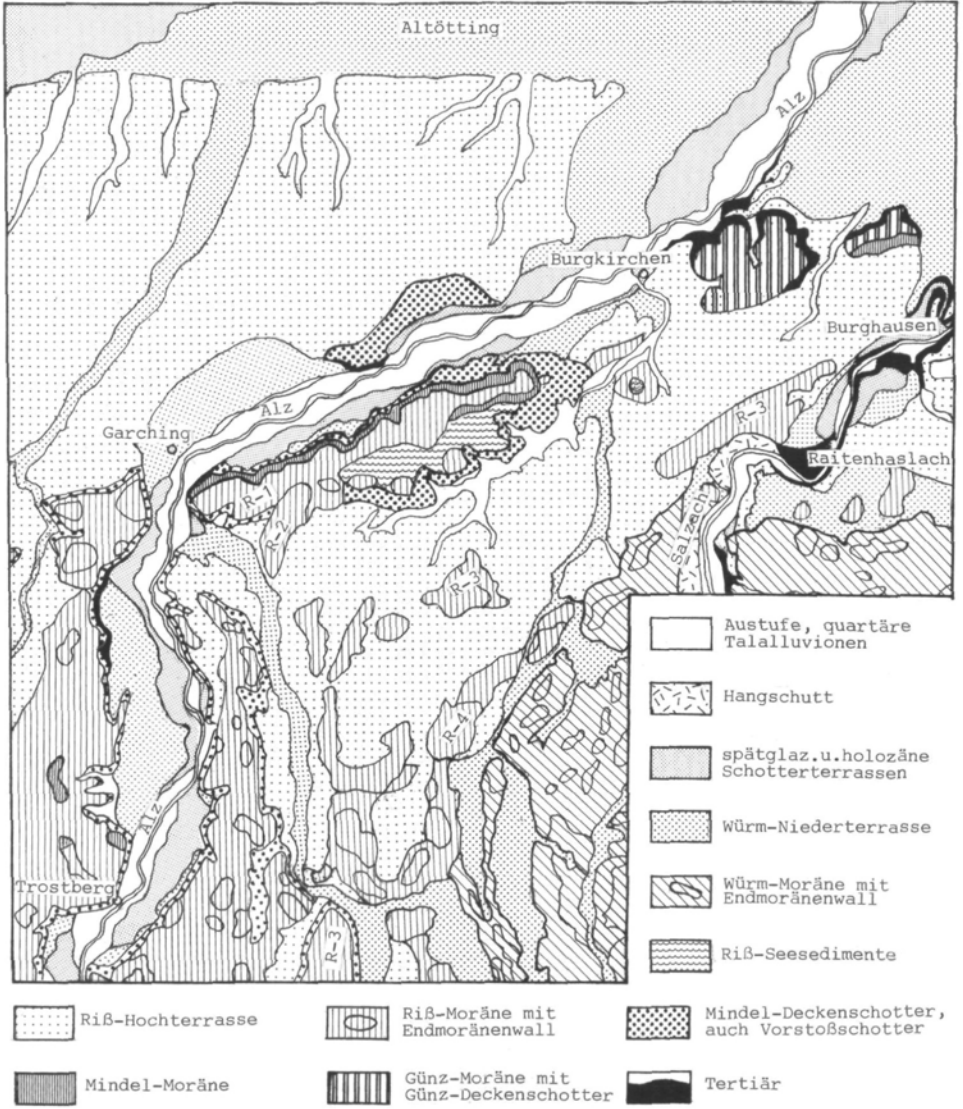 Altötting
Alz
Burgkirchen
Burghausen
Alz
Garching
R-3
Raitenhaslach
R-1
R-2
Salzach
R-3
R-4
Alz
Trostberg
R-3
Austufe, quartäre
Talalluvionen
Hangschutt
spätglaz.u.holozäne
Schotterterrassen
Würm-Niederterrasse
Würm-Moräne mit
Endmoränenwall
Riß-Seesedimente
Riß-Hochterrasse
Riß-Moräne mit
Endmoränenwall
Mindel-Deckenschotter,
auch Vorstoßschotter
Mindel-Moräne
Günz-Moräne mit
Günz-Deckenschotter
Tertiär